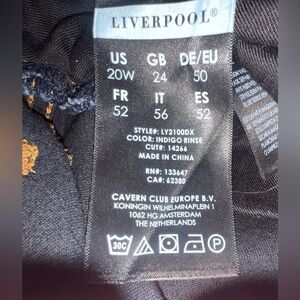 LIVERPOOL®
US GB DE/EU
20W 24 50
FR IT ES
52 56 52
STYLE#: LY2100DX
COLOR: INDIGO RINSE
CUT#: 14266
MADE IN CHINA
RN#: 133647
CA#: 62380
CAVERN CLUB EUROPE B.V.
KONINGIN WILHELMINAPLEIN 1
1062 HG AMSTERDAM
THE NETHERLANDS
30C